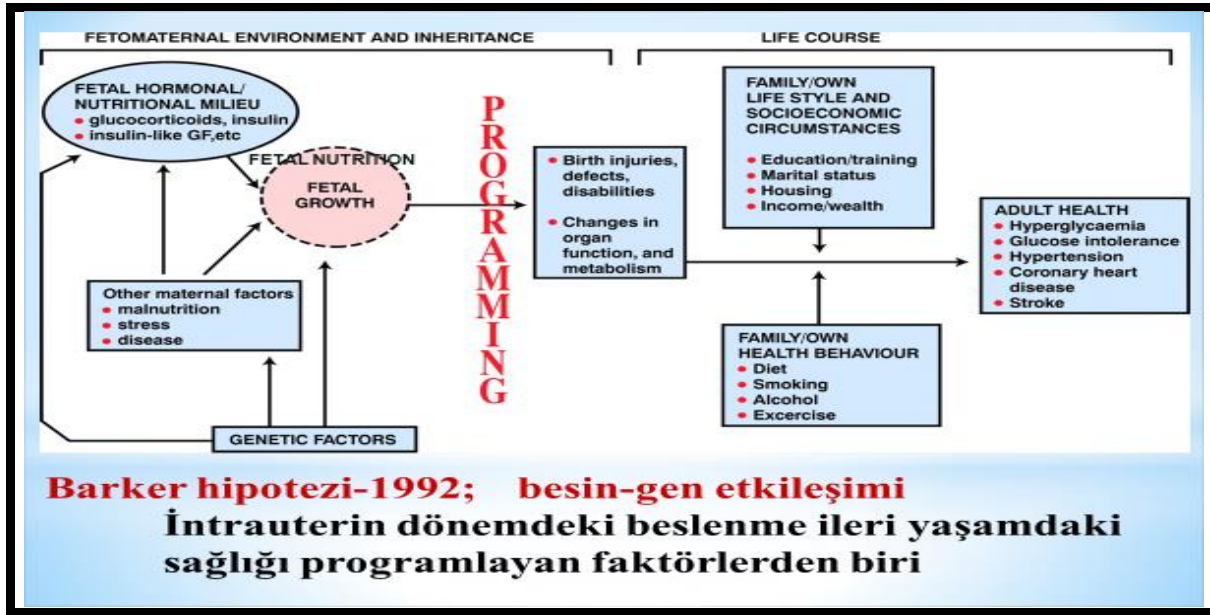 FETOMATERNAL ENVIRONMENT AND INHERITANCE
LIFE COURSE
FETAL HORMONAL/
NUTRITIONAL MILIEU
• glucocorticoids, insulin
• insulin-like GF,etc
FETAL NUTRITION
FETAL
GROWTH
Other maternal factors
• malnutrition
• stress
• disease
GENETIC FACTORS
PROGRAMMING
• Birth injuries,
defects,
disabilities
• Changes in
organ
function, and
metabolism
FAMILY/OWN
LIFE STYLE AND
SOCIOECONOMIC
CIRCUMSTANCES
• Education/training
• Marital status
• Housing
• Income/wealth
FAMILY/OWN
HEALTH BEHAVIOUR
• Diet
• Smoking
• Alcohol
• Excercise
ADULT HEALTH
• Hyperglycaemia
• Glucose intolerance
• Hypertension
• Coronary heart
disease
• Stroke
Barker hipotezi-1992; besin-gen etkileşimi
İntrauterin dönemdeki beslenme ileri yaşamdaki
sağlığı programlayan faktörlerden biri